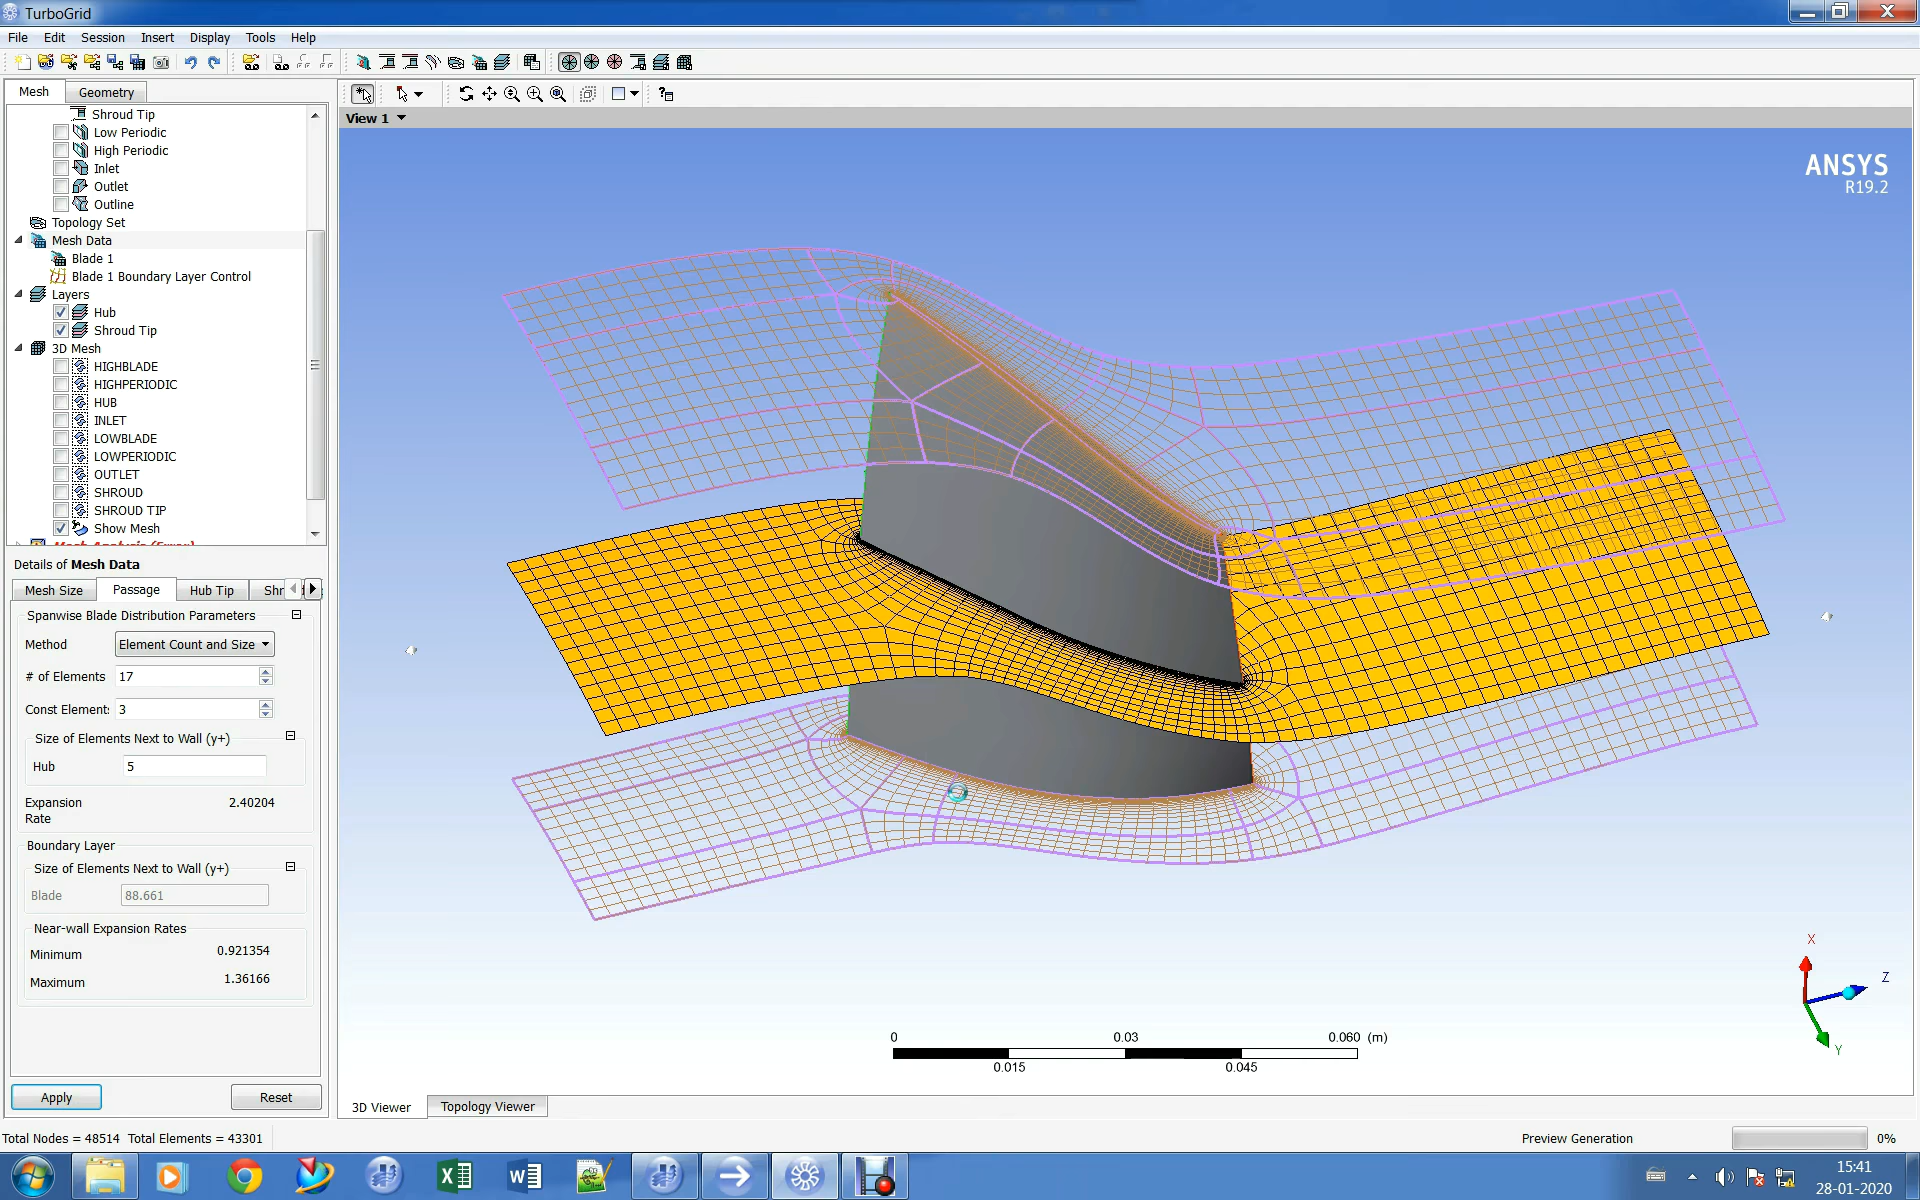 TurboGrid
File Edit Session Insert Display Tools Help
Mesh Geometry
Shroud Tip
Low Periodic
High Periodic
Inlet
Outlet
Outline
Topology Set
Mesh Data
Blade 1
Blade 1 Boundary Layer Control
Layers
Hub
Shroud Tip
3D Mesh
HIGHBLADE
HIGHPERIODIC
HUB
INLET
LOWBLADE
LOWPERIODIC
OUTLET
SHROUD
SHROUD TIP
Show Mesh
Mesh Analysis (Error)
Details of Mesh Data
Mesh Size Passage Hub Tip
Spanwise Blade Distribution Parameters
Method Element Count and Size
# of Elements 17
Const Element: 3
Size of Elements Next to Wall (y+)
Hub 5
Expansion 2.40204
Rate
Boundary Layer
Size of Elements Next to Wall (y+)
Blade 88.661
Near-wall Expansion Rates
Minimum 0.921354
Maximum 1.36166
Apply Reset
View 1
ANSYS
R19.2
X
Z
Y
0 0.03 0.060 (m)
0.015 0.045
3D Viewer Topology Viewer
Total Nodes = 48514 Total Elements = 43301
Preview Generation 0%
15:41
28-01-2020